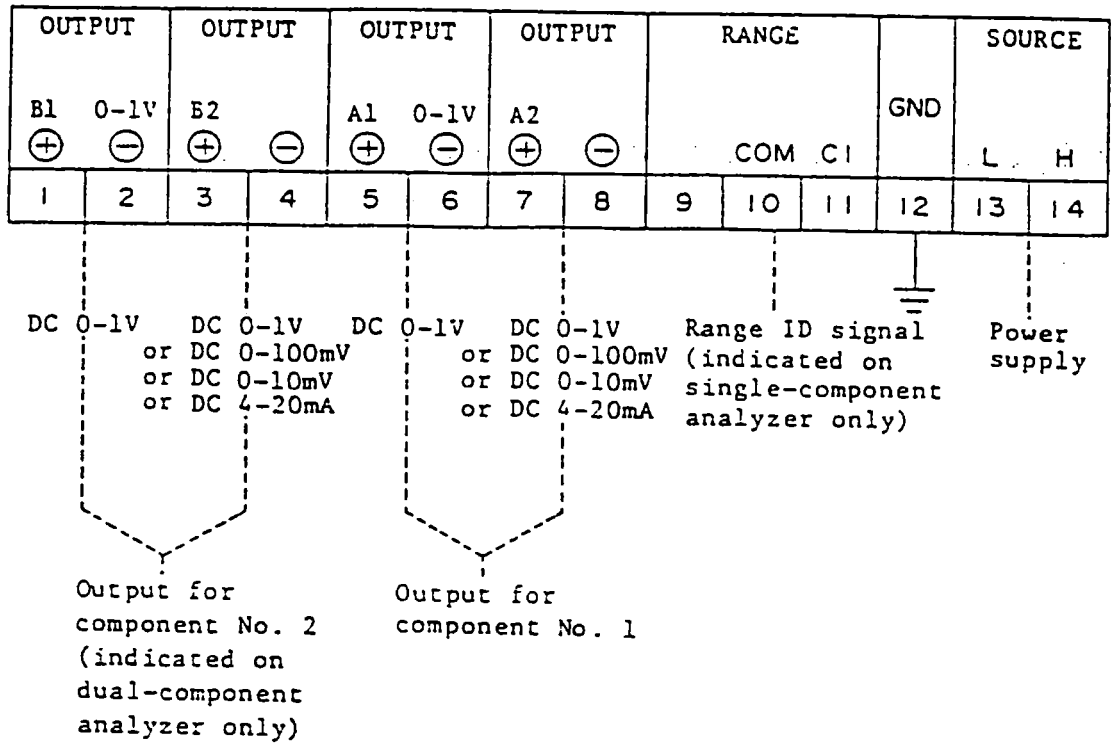 OUTPUT OUTPUT OUTPUT OUTPUT RANGE SOURCE
B1 0-1V B2 A1 0-1V A2 GND
⊕ ⊖ ⊕ ⊖ ⊕ ⊖ ⊕ ⊖ COM C1 L H
1 2 3 4 5 6 7 8 9 10 11 12 13 14
DC 0-1V
DC 0-1V
or DC 0-100mV
or DC 0-10mV
or DC 4-20mA
DC 0-1V
DC 0-1V
or DC 0-100mV
or DC 0-10mV
or DC 4-20mA
Range ID signal
(indicated on
single-component
analyzer only)
Power
supply
Output for
component No. 2
(indicated on
dual-component
analyzer only)
Output for
component No. 1